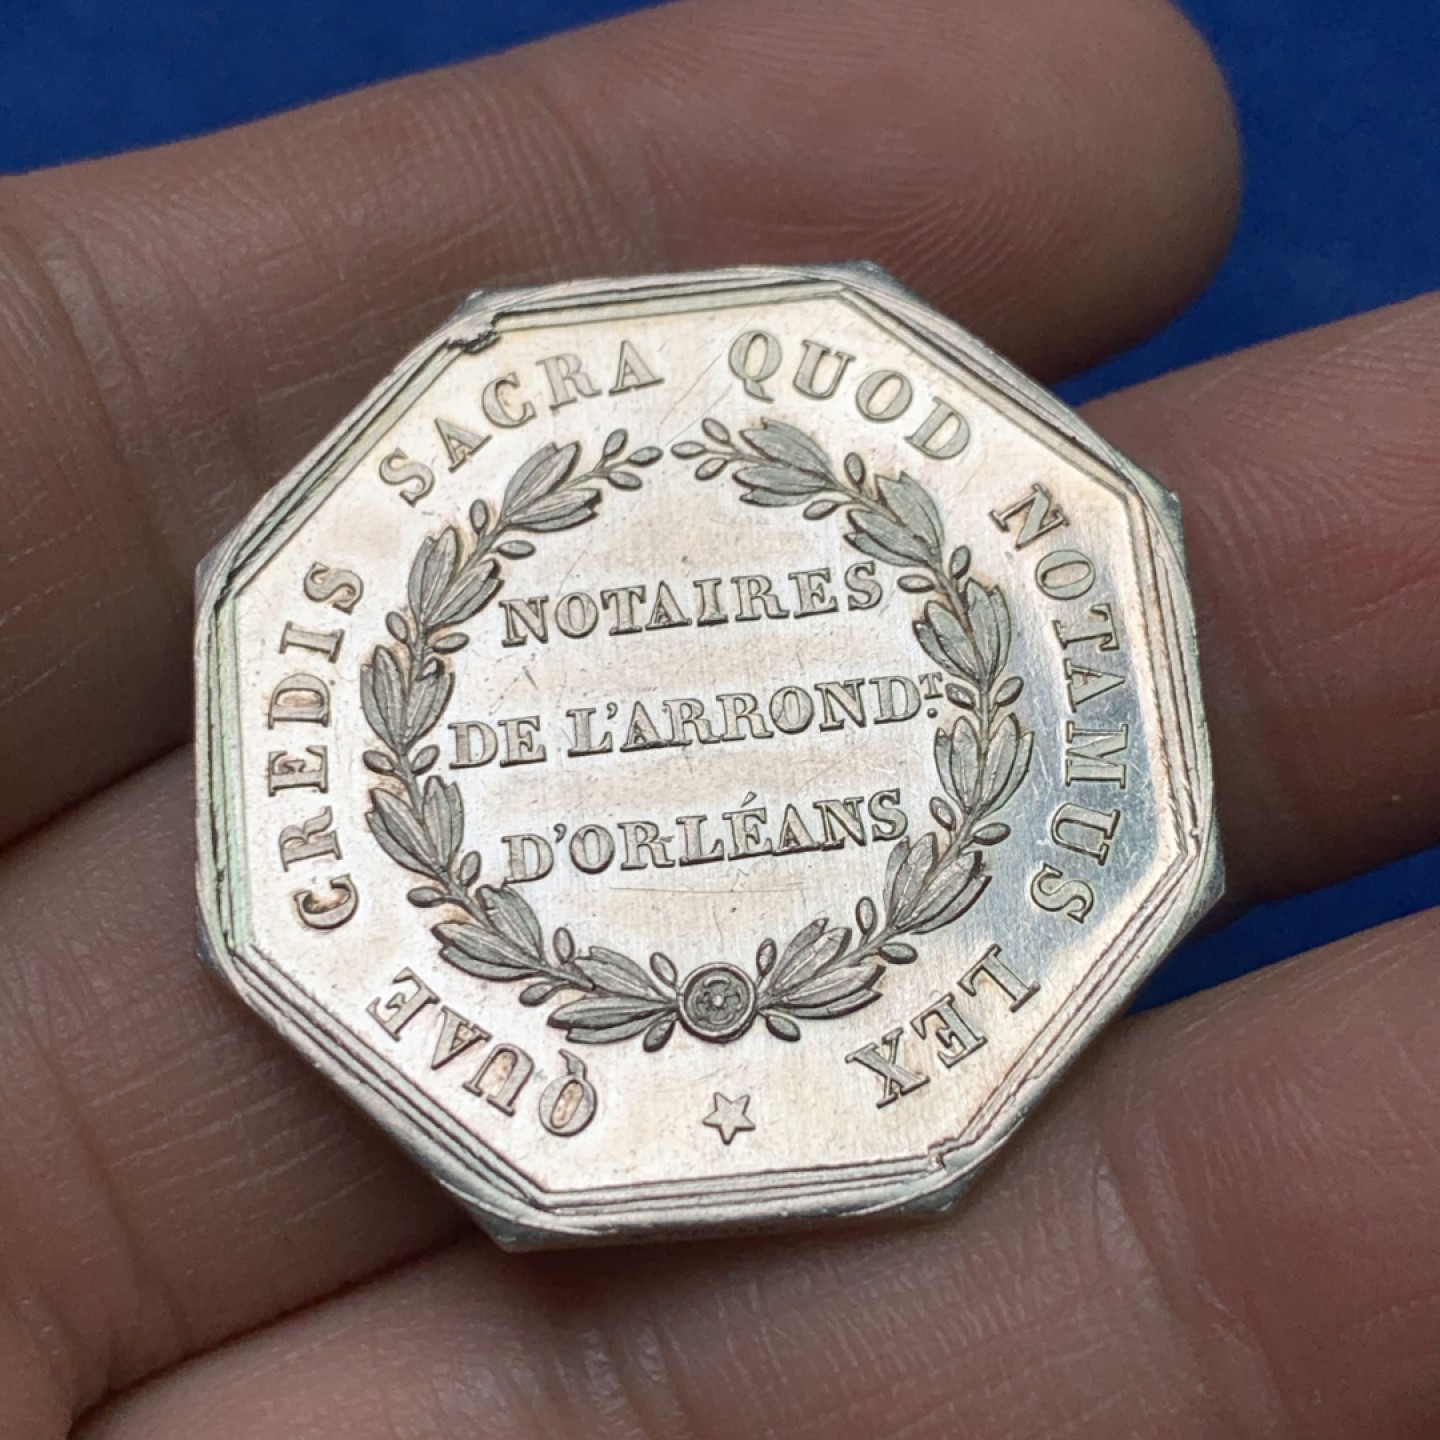 QUAE CREDIS SACRA QUOD NOTAMUS LEX
NOTAIRES
DE L'ARROND.T
D'ORLÉANS